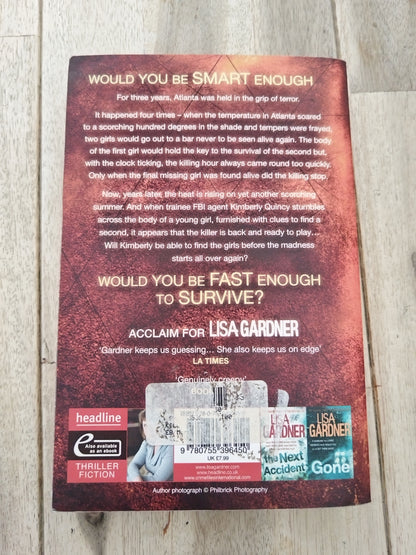 WOULD YOU BE SMART ENOUGH
For three years, Atlanta was held in the grip of terror.
It happened four times – when the temperature in Atlanta soared
to a scorching hundred degrees in the shade and tempers were frayed,
two girls would go out to a bar never to be seen alive again. The body
of the first girl would hold the key to the survival of the second but,
with the clock ticking, the killing hour always came round too quickly.
Only when the final missing girl was found alive did the killing stop.
Now, years later, the heat is rising on yet another scorching
summer. And when trainee FBI agent Kimberly Quincy stumbles
across the body of a young girl, furnished with clues to find a
second, it appears that the killer is back and ready to play...
Will Kimberly be able to find the girls before the madness
starts all over again?
WOULD YOU BE FAST ENOUGH
TO SURVIVE?
ACCLAIM FOR LISA GARDNER
'Gardner keeps us guessing... She also keeps us on edge'
LA TIMES
'Genuinely creepy'
headline
e
Also available
as an ebook
THRILLER
FICTION
9 780755 396450
UK £7.99
www.lisagardner.com
www.headline.co.uk
www.crimefilesinternational.com
LISA
GARDNER
the Next
Accident
LISA
GARDNER
Gone
Author photograph © Philbrick Photography